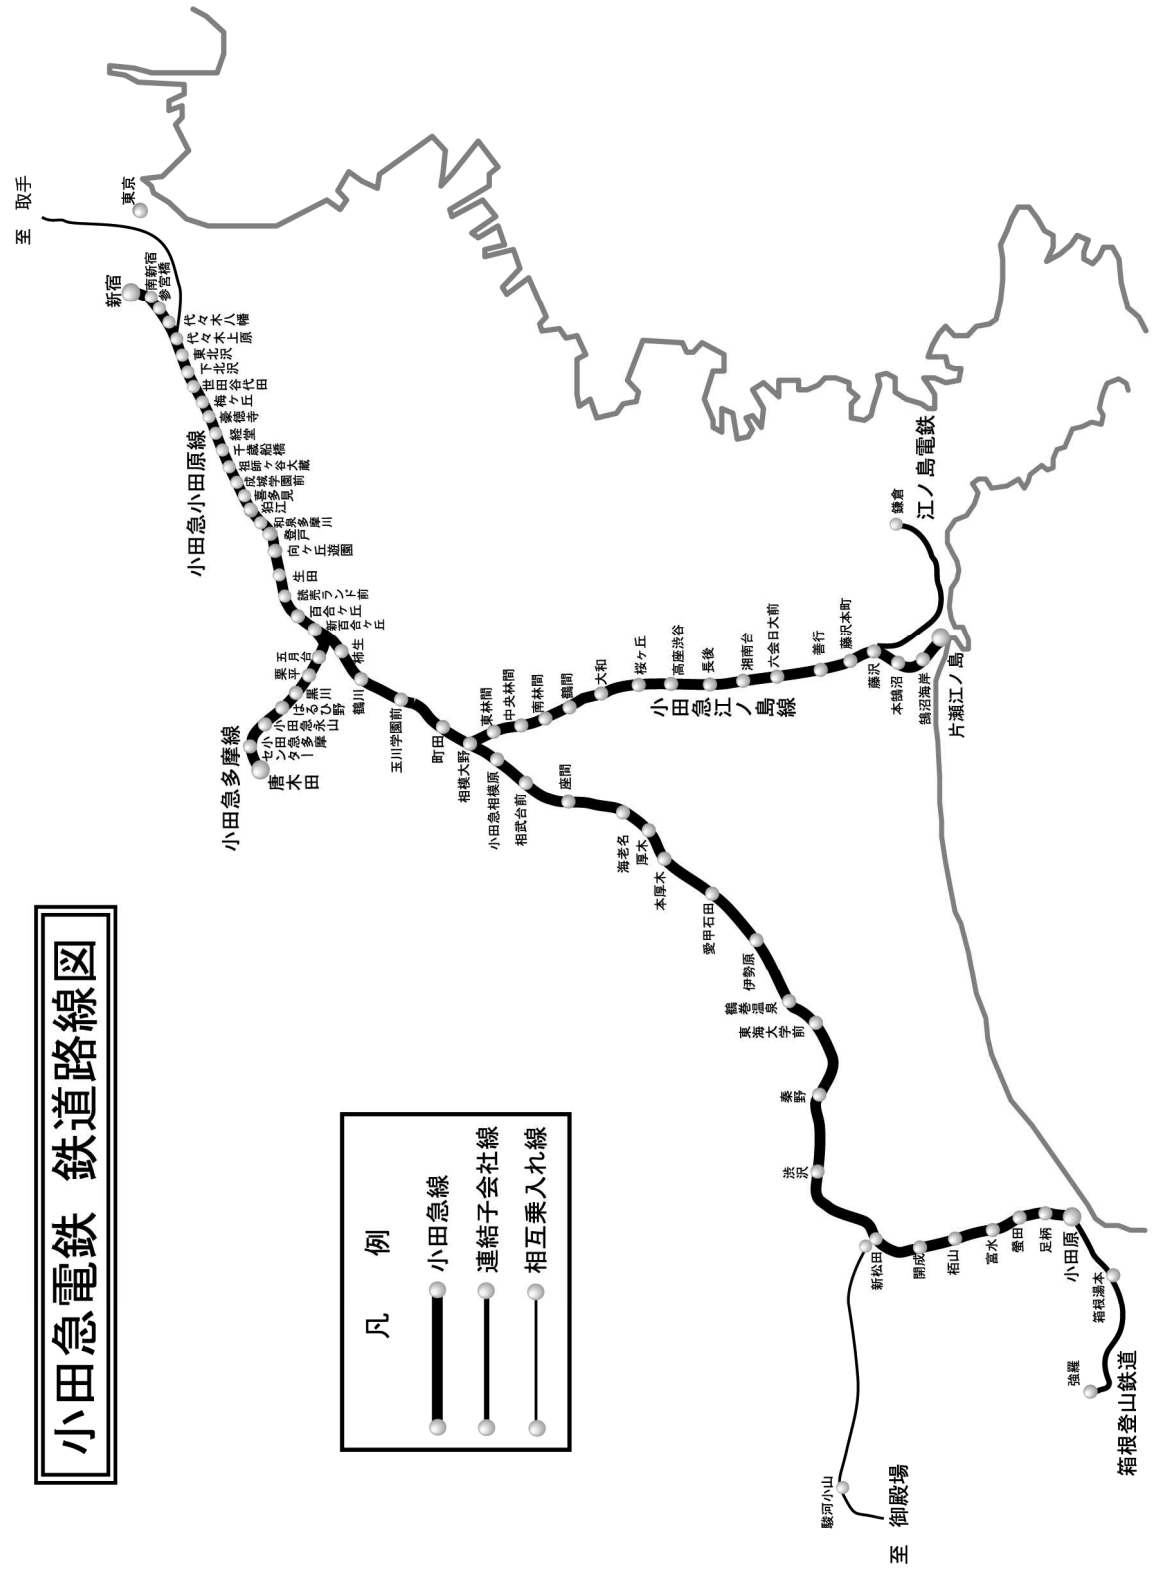 小田急電鉄 鉄道路線図
凡 例
小田急線
連結子会社線
相互乗入れ線
至 取手
東京
小田急小田原線
新宿
南新宿
参宮橋
代々木八幡
代々木上原
東北沢
下北沢
世田谷代田
梅ケ丘
豪徳寺
経堂
千歳船橋
祖師ヶ谷大蔵
成城学園前
喜多見
狛江
和泉多摩川
登戸
向ケ丘遊園
生田
読売ランド前
百合ケ丘
新百合ケ丘
柿生
鶴川
玉川学園前
町田
相模大野
小田急相模原
相武台前
座間
海老名
厚木
本厚木
愛甲石田
伊勢原
鶴巻温泉
東海大学前
秦野
渋沢
新松田
開成
栢山
富水
螢田
足柄
小田原
小田急多摩線
五月台
栗平
黒川
はるひ野
小田急永山
小田急多摩センター
唐木田
小田急江ノ島線
東林間
中央林間
南林間
鶴間
大和
桜ヶ丘
高座渋谷
長後
湘南台
六会日大前
善行
藤沢本町
藤沢
本鵠沼
鵠沼海岸
片瀬江ノ島
江ノ島電鉄
鎌倉
箱根登山鉄道
箱根湯本
強羅
駿河小山
至 御殿場